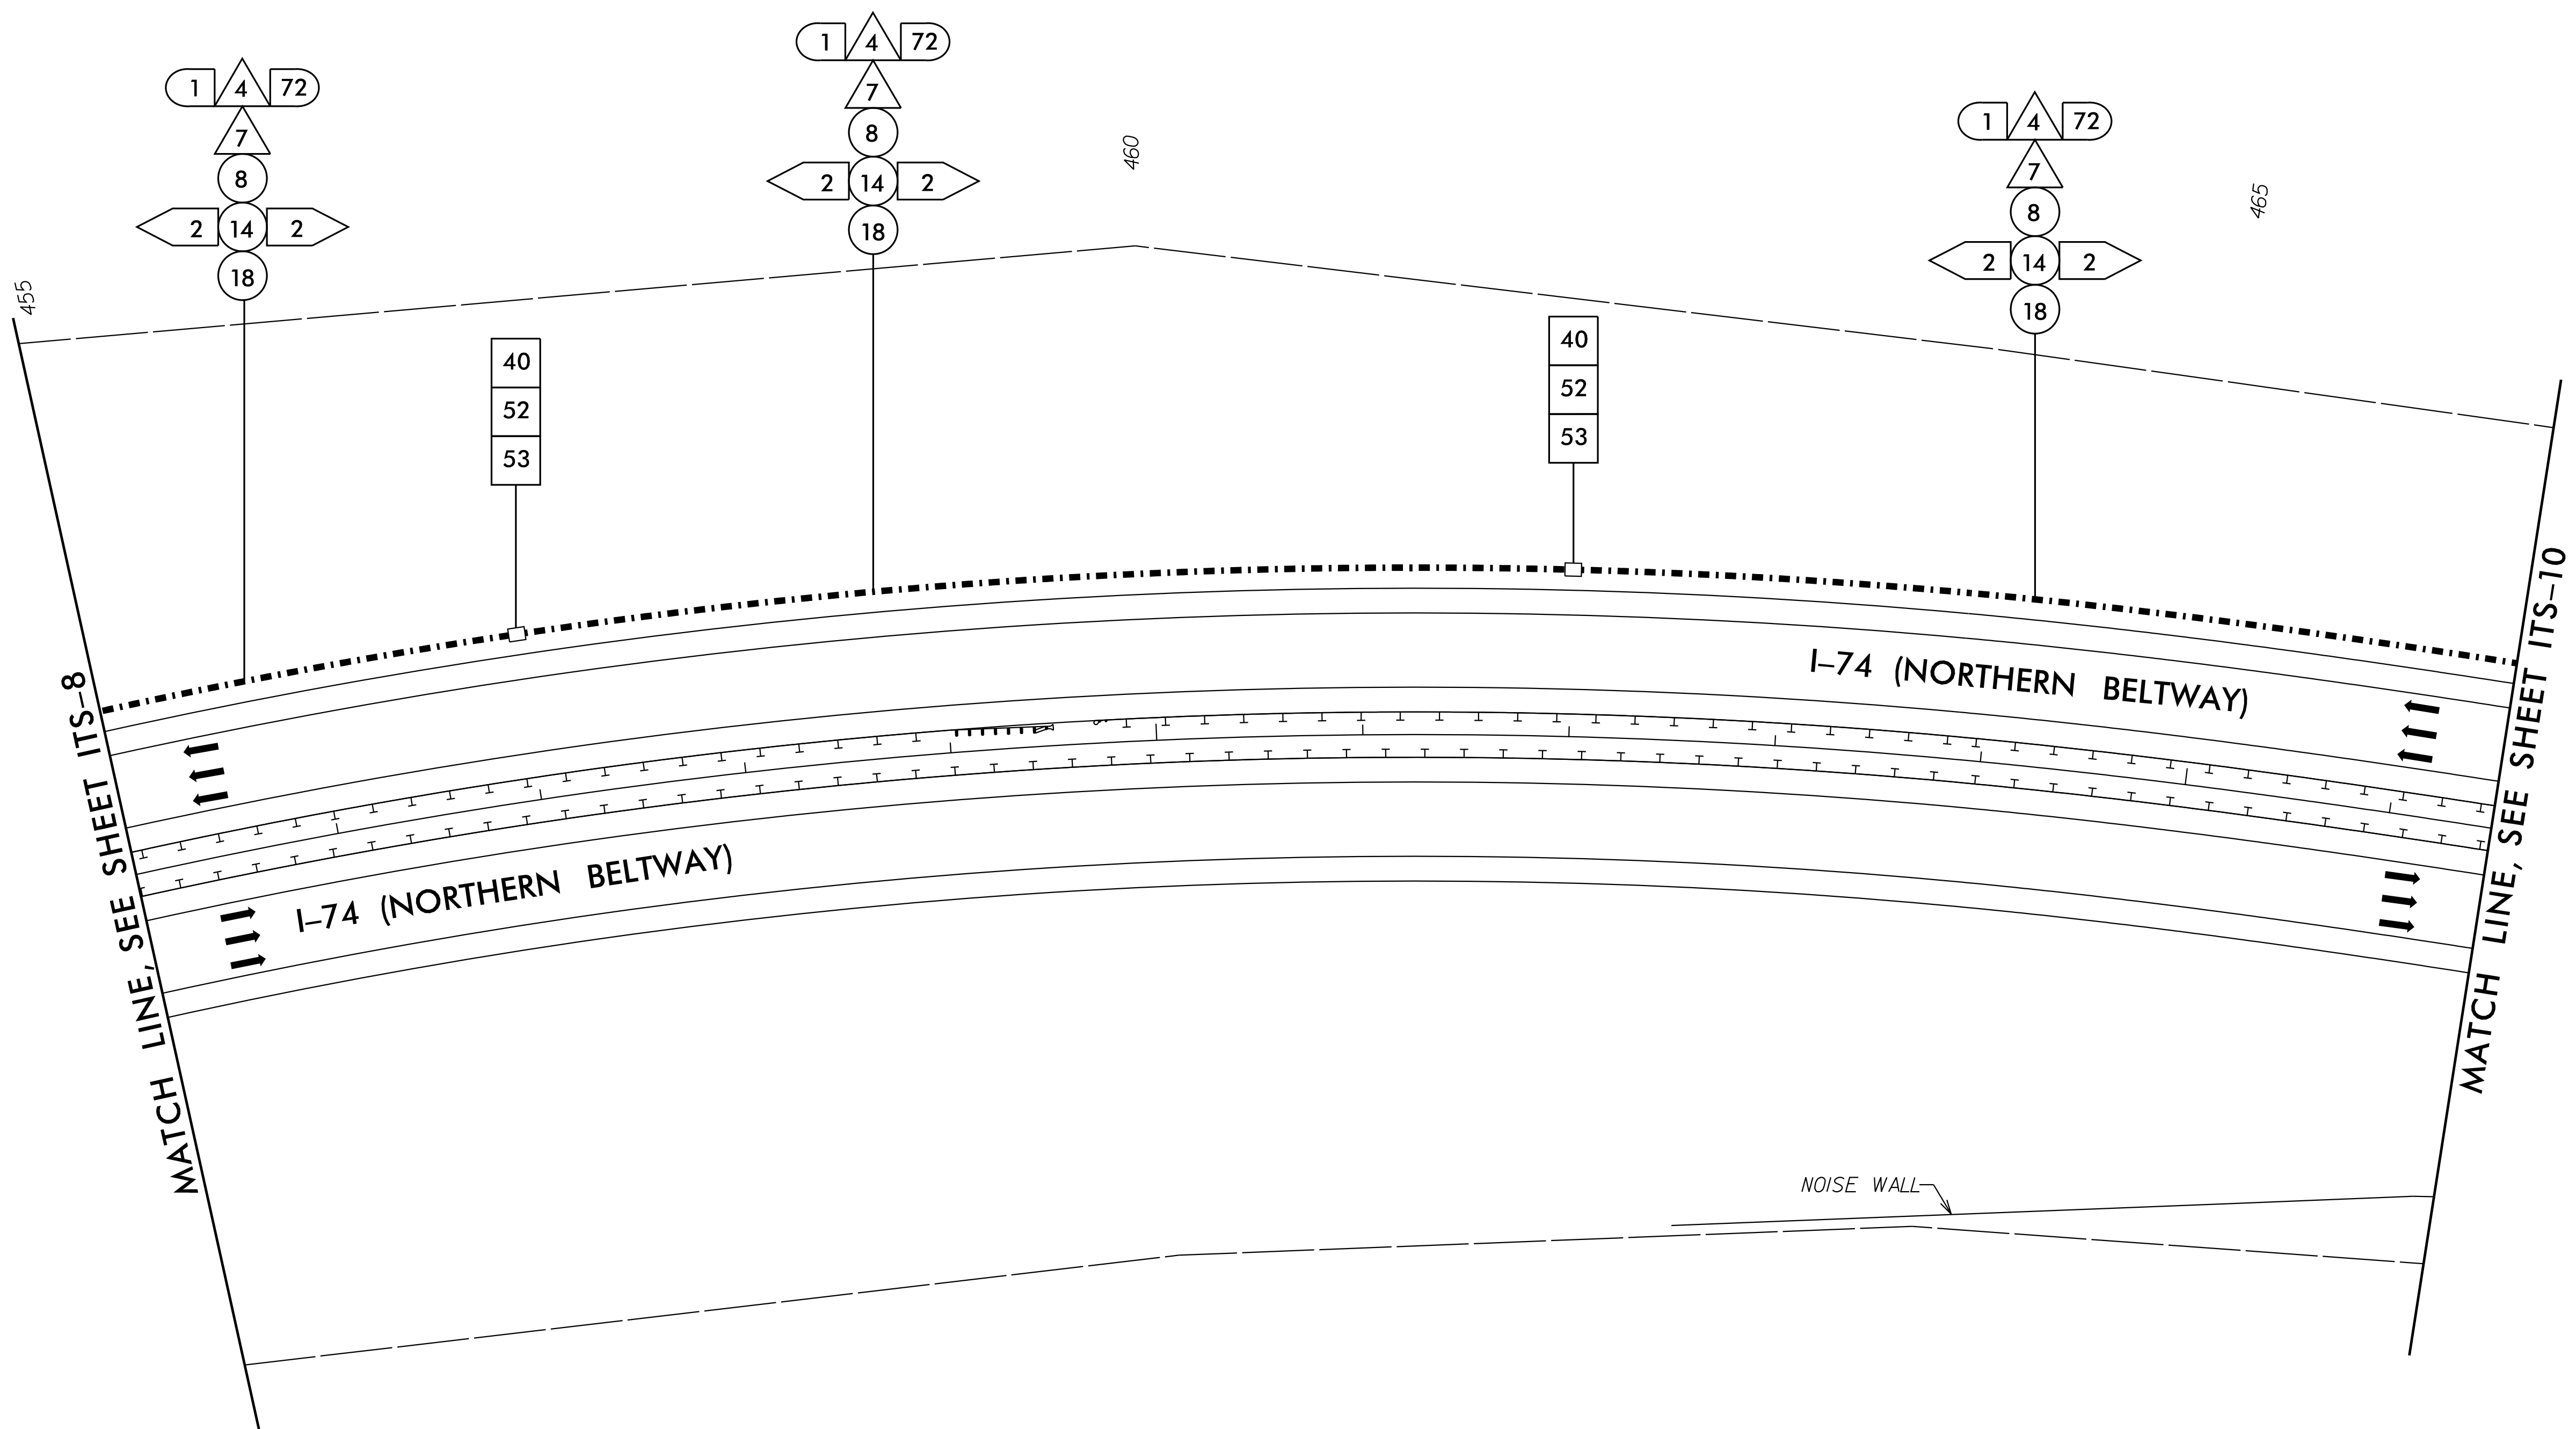 1 4 72
7
8
2 14 2
18
1 4 72
7
8
2 14 2
18
1 4 72
7
8
2 14 2
18
455
460
465
40
52
53
40
52
53
I-74 (NORTHERN BELTWAY)
I-74 (NORTHERN BELTWAY)
MATCH LINE, SEE SHEET ITS-8
MATCH LINE, SEE SHEET ITS-10
NOISE WALL